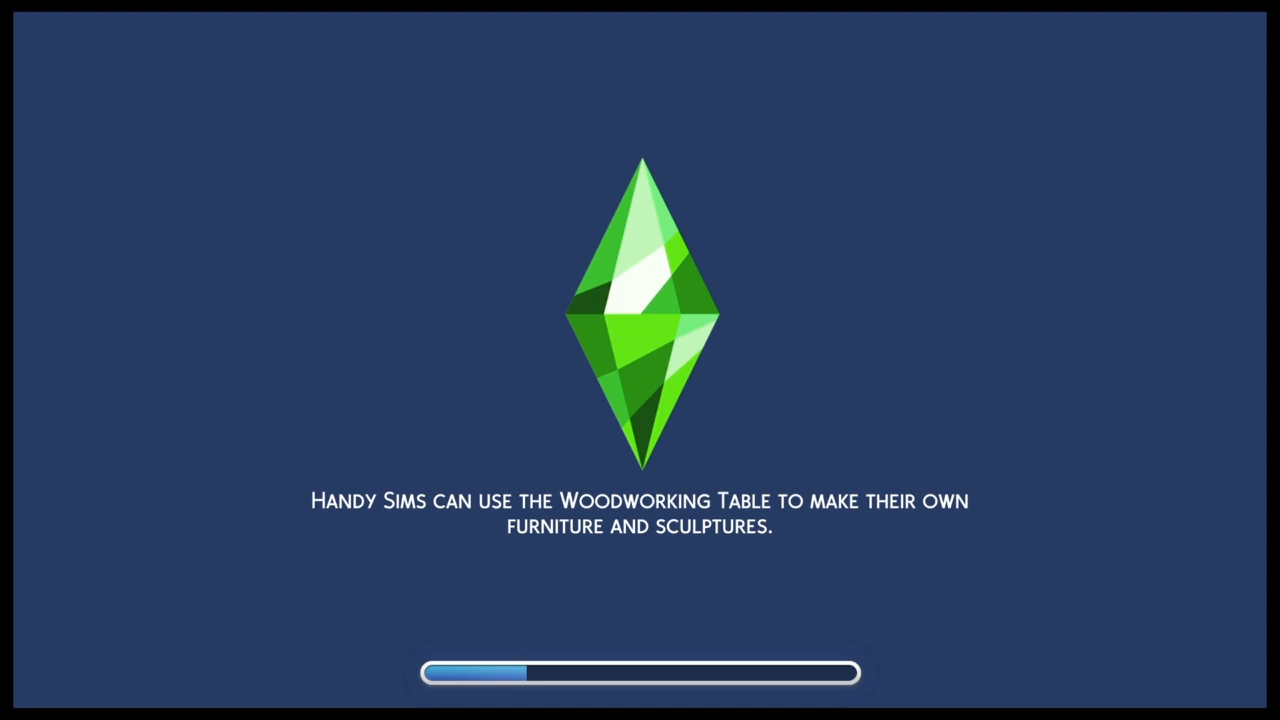 Handy Sims can use the Woodworking Table to make their own
furniture and sculptures.